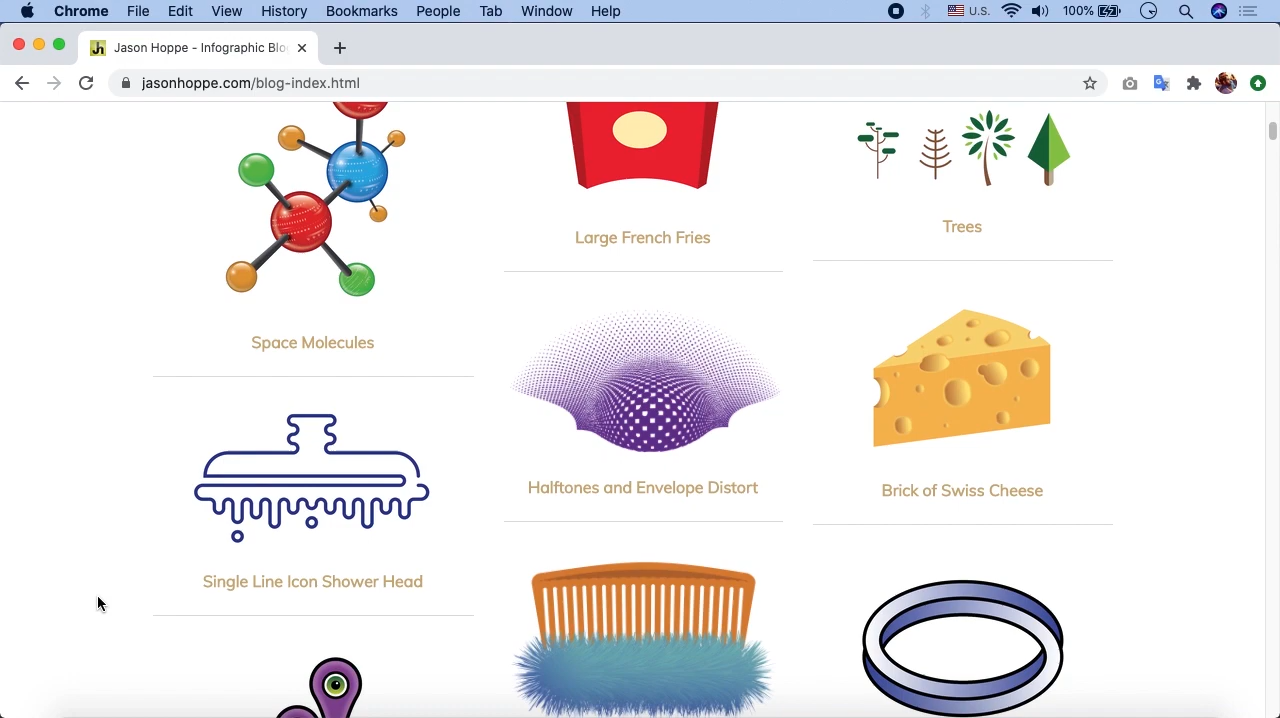 Chrome File Edit View History Bookmarks People Tab Window Help U.S. 100%
Jason Hoppe - Infographic Blo
jasonhoppe.com/blog-index.html
Large French Fries
Trees
Space Molecules
Halftones and Envelope Distort
Brick of Swiss Cheese
Single Line Icon Shower Head